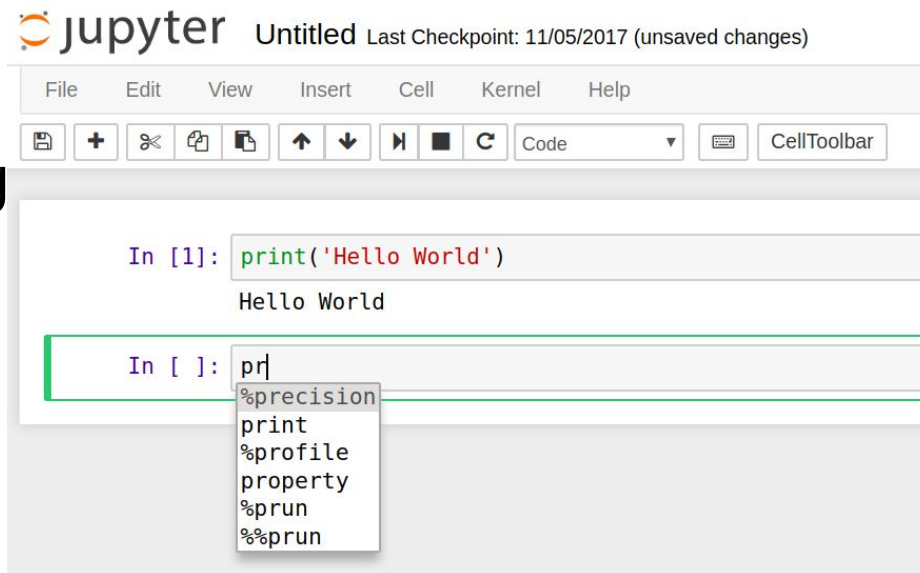 jupyter Untitled Last Checkpoint: 11/05/2017 (unsaved changes)
File Edit View Insert Cell Kernel Help
Code CellToolbar
In [1]: print('Hello World')
Hello World
In [ ]: pr
%precision
print
%profile
property
%prun
%%prun